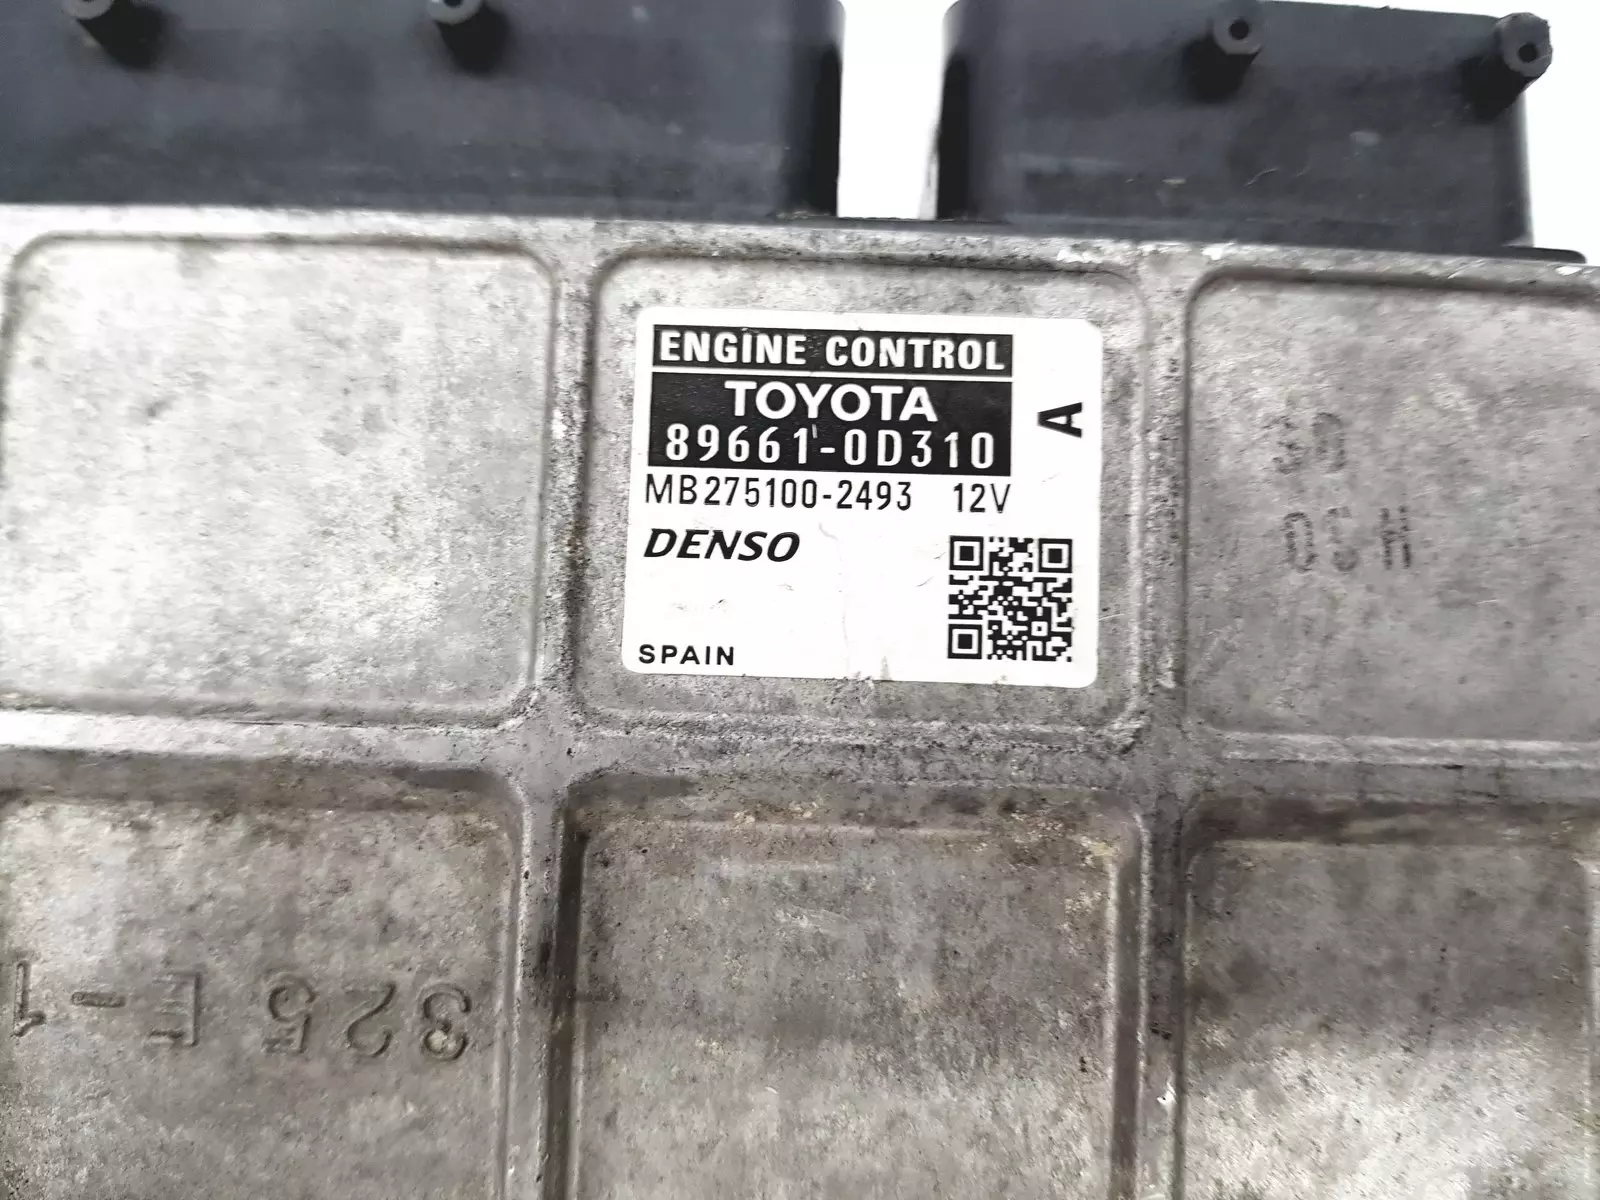 ENGINE CONTROL
TOYOTA
89661-0D310
A
MB275100-2493 12V
DENSO
SPAIN
325E-1